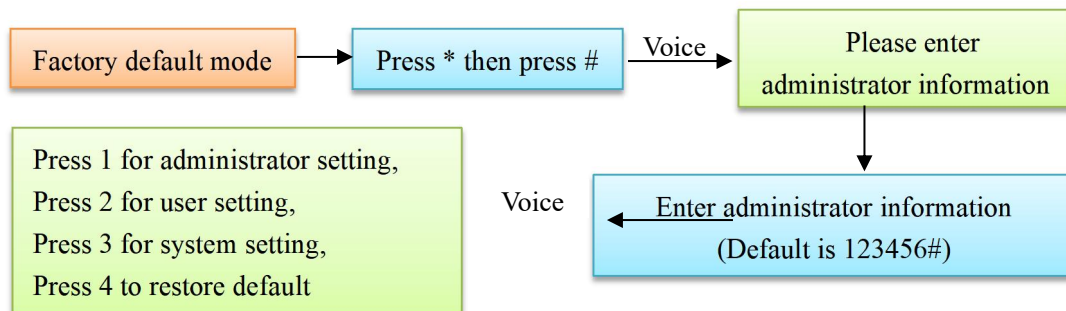 Factory default mode
Press * then press #
Voice
Please enter
administrator information
Enter administrator information
(Default is 123456#)
Voice
Press 1 for administrator setting,
Press 2 for user setting,
Press 3 for system setting,
Press 4 to restore default